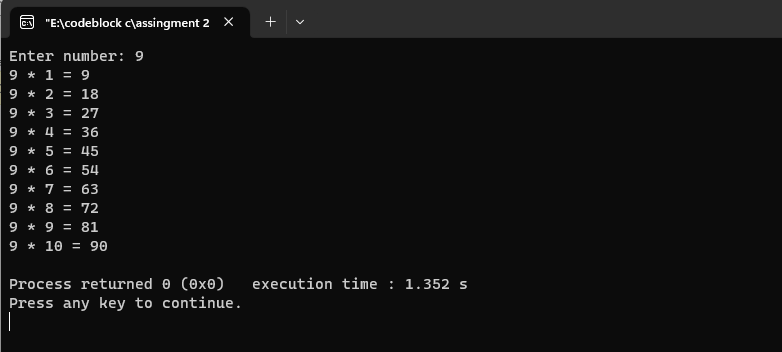 "E:\codeblock c\assingment 2
Enter number: 9
9 * 1 = 9
9 * 2 = 18
9 * 3 = 27
9 * 4 = 36
9 * 5 = 45
9 * 6 = 54
9 * 7 = 63
9 * 8 = 72
9 * 9 = 81
9 * 10 = 90
Process returned 0 (0x0)   execution time : 1.352 s
Press any key to continue.